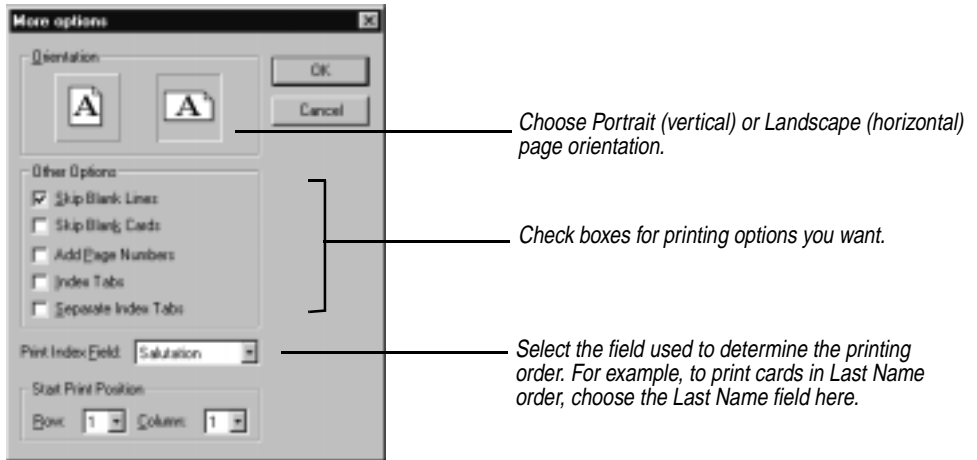 More options
Orientation
OK
A
A
Cancel
Choose Portrait (vertical) or Landscape (horizontal)
page orientation.
Other Options
Skip Blank Lines
Skip Blank Cards
Add Page Numbers
Index Tabs
Separate Index Tabs
Check boxes for printing options you want.
Print Index Field:
Salutation
Select the field used to determine the printing
order. For example, to print cards in Last Name
order, choose the Last Name field here.
Start Print Position
Row: 1 Column: 1